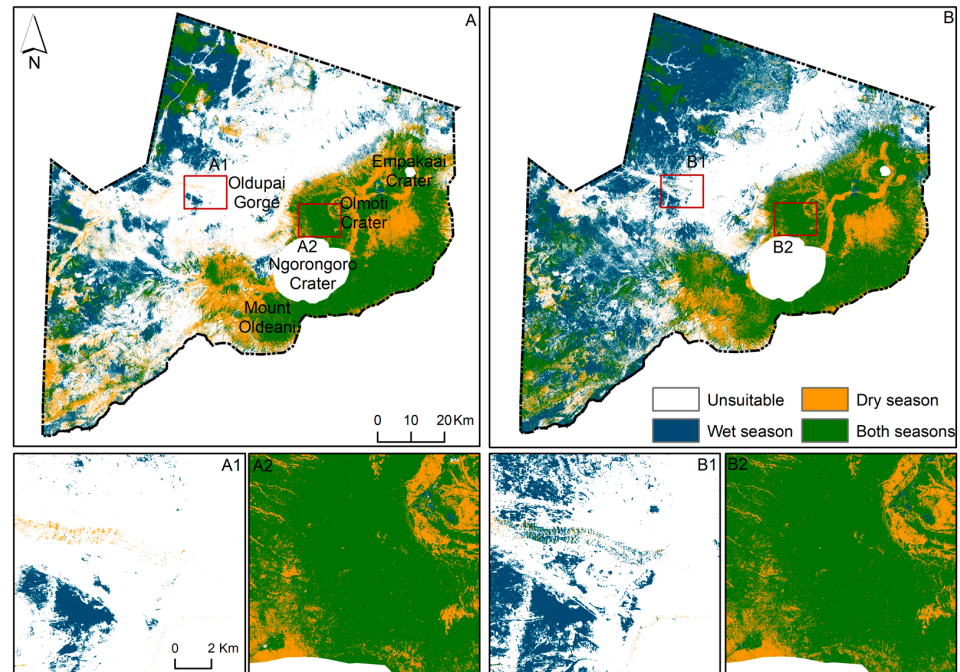 A
B
N
A1
Oldupai
Gorge
Empakaai
Crater
Olmoti
Crater
A2
Ngorongoro
Crater
Mount
Oldeani
0 10 20 Km
B1
B2
Unsuitable
Dry season
Wet season
Both seasons
A1
A2
B1
B2
0 2 Km